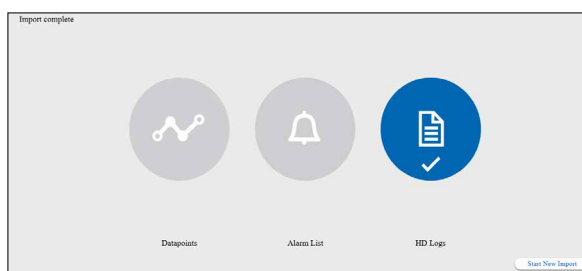 Import complete
Datapoints
Alarm List
HD Logs
Start New Import